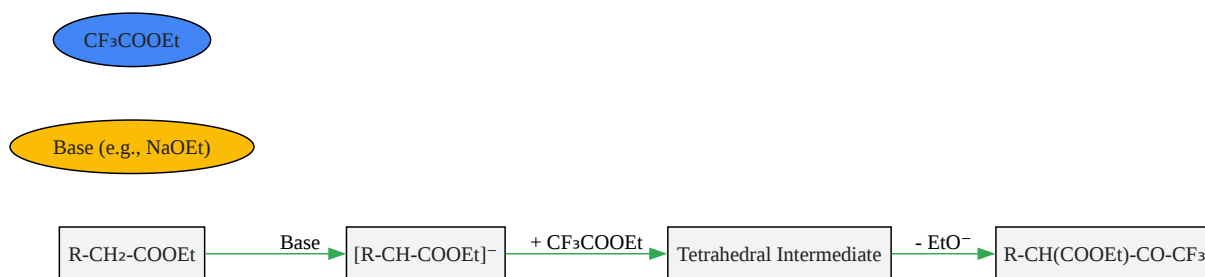 CF₃COOEt
Base (e.g., NaOEt)
Base
+ CF₃COOEt
- EtO⁻
R-CH₂-COOEt
[R-CH-COOEt]⁻
Tetrahedral Intermediate
R-CH(COOEt)-CO-CF₃